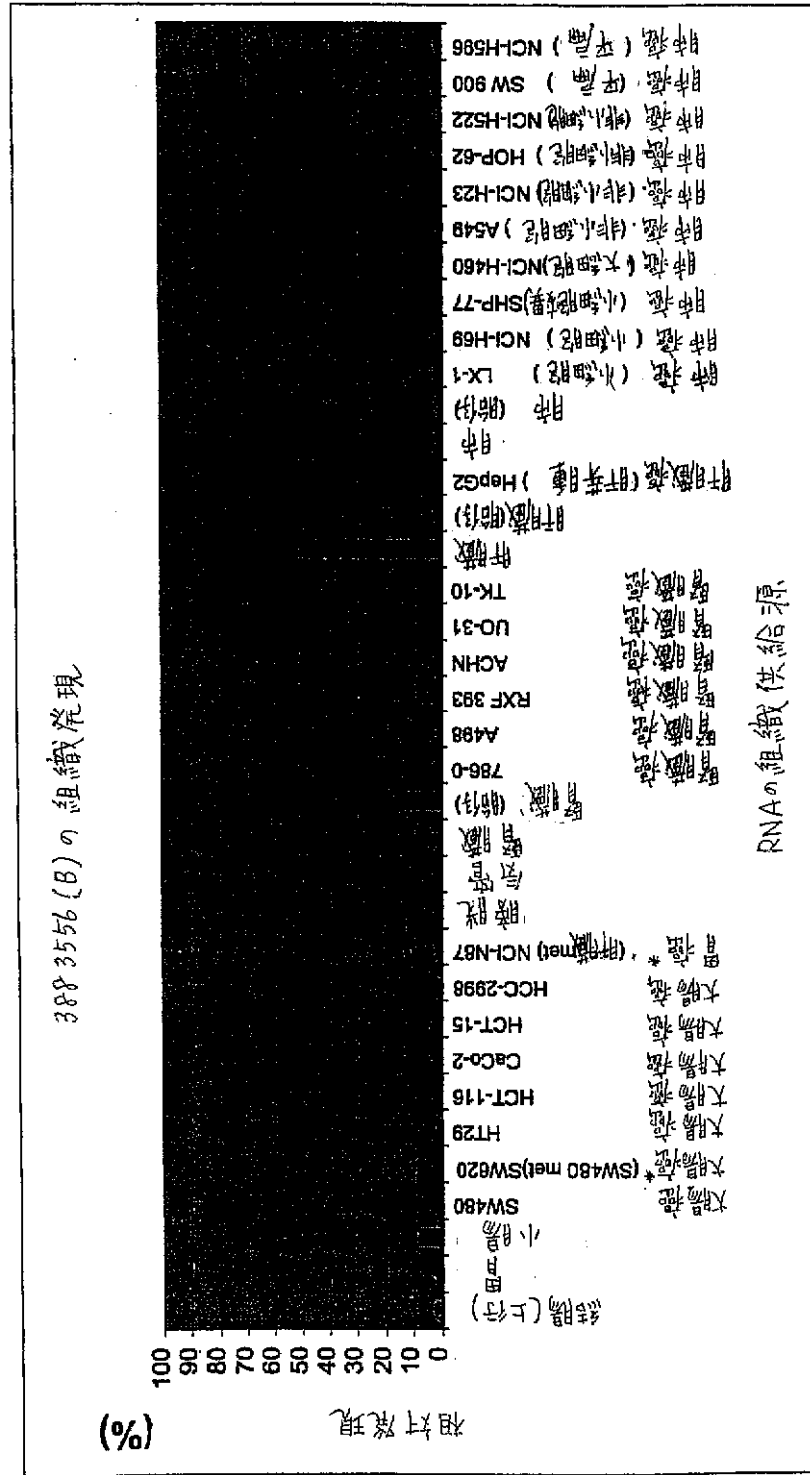 3883556(B)の組織発現
(%)
相対発現
100
90
80
70
60
50
40
30
20
10
0
結腸(上行)
胃
小腸
大腸癌 SW480
大腸癌* (SW480 met)SW620
大腸癌 HT29
大腸癌 HCT-116
大腸癌 CaCo-2
大腸癌 HCT-15
大腸癌 HCC-2998
胃癌* (肝臓met) NCI-N87
膀胱
気管
腎臓
腎臓 (胎仔)
腎臓癌 786-0
腎臓癌 A498
腎臓癌 RXF 393
腎臓癌 ACHN
腎臓癌 UO-31
腎臓癌 TK-10
肝臓
肝臓(胎仔)
肝臓癌(肝芽腫) HepG2
肺
肺 (胎仔)
肺癌 (小細胞) LX-1
肺癌 (小細胞) NCI-H69
肺癌 (小細胞変異)SHP-77
肺癌 (大細胞)NCI-H460
肺癌 (非小細胞) A549
肺癌 (非小細胞) NCI-H23
肺癌 (非小細胞) HOP-62
肺癌 (非小細胞) NCI-H522
肺癌 (平扁) SW 900
肺癌 (平扁) NCI-H596
RNAの組織供給源